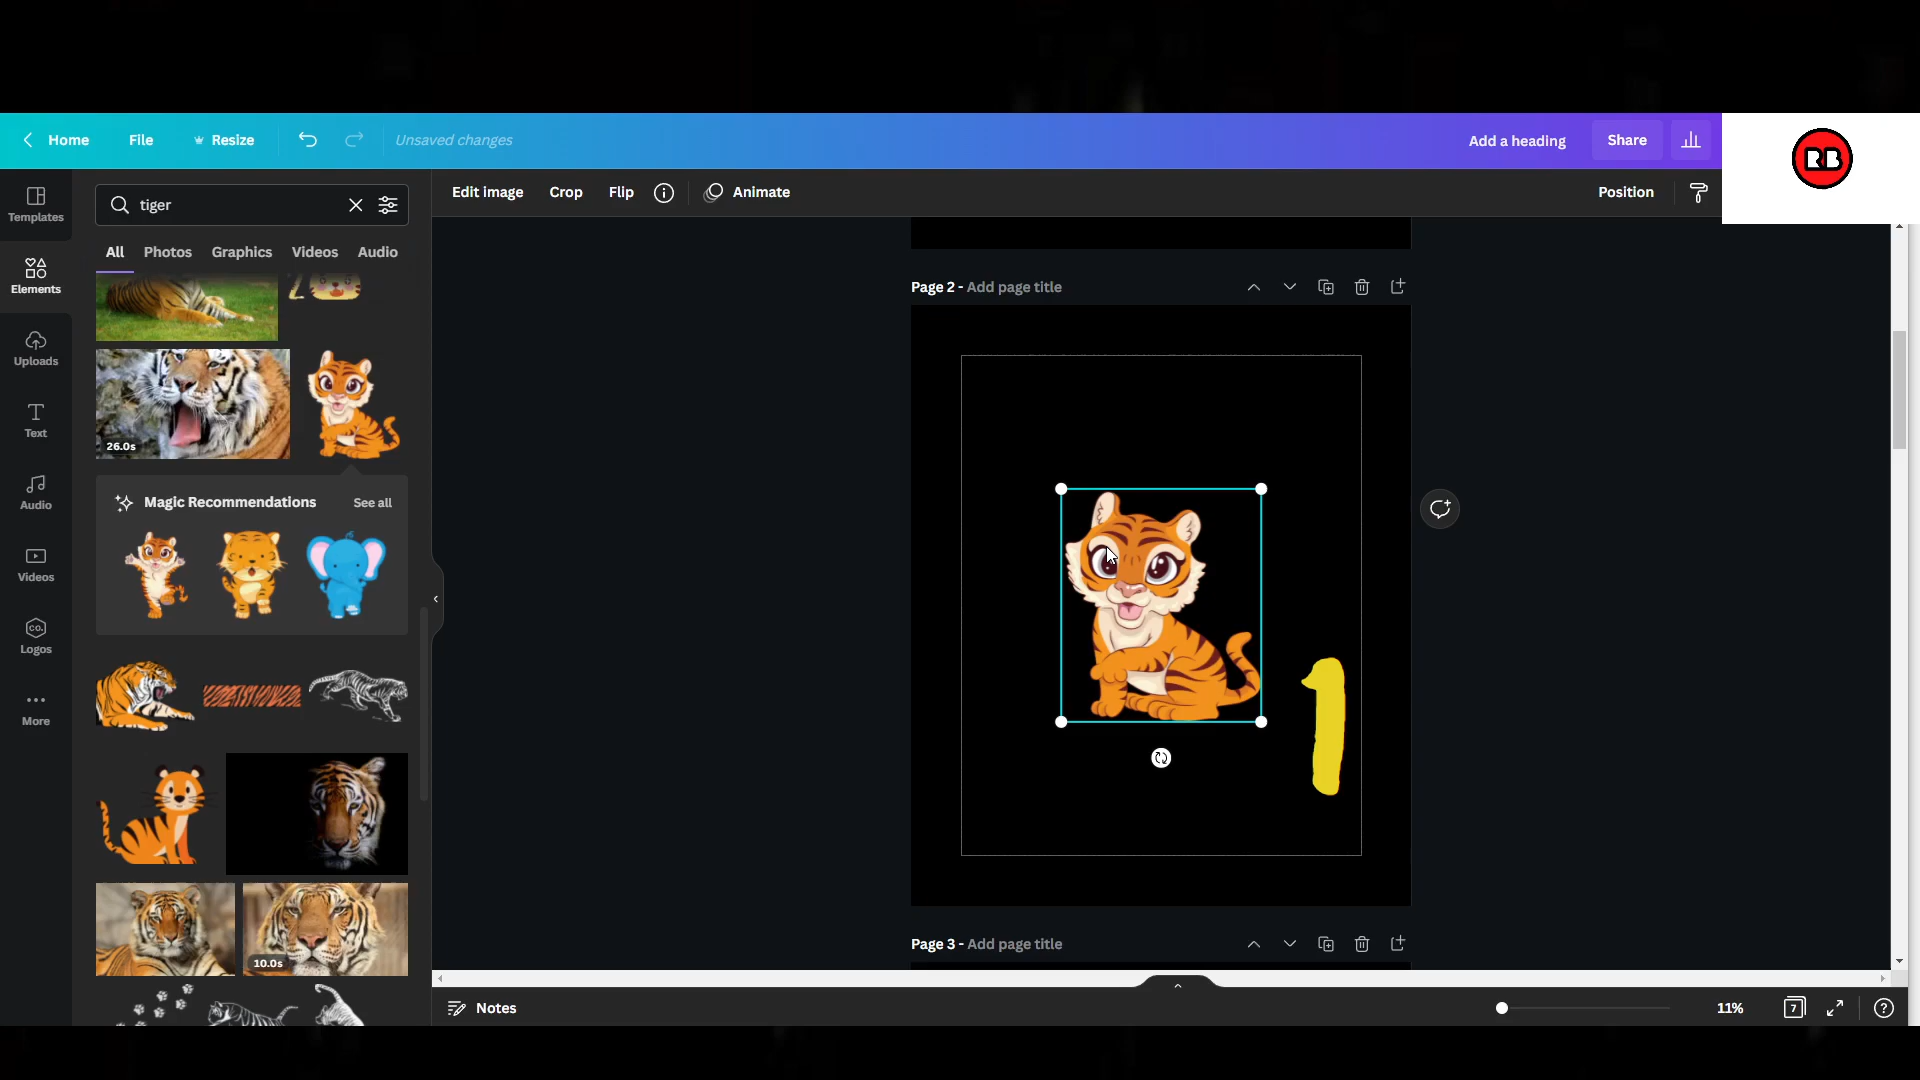 Home File Resize Unsaved changes Add a heading Share
RB
Templates
Elements
Uploads
Text
Audio
Videos
CO.
Logos
More
tiger
All Photos Graphics Videos Audio
26.0s
Magic Recommendations See all
10.0s
Edit image Crop Flip Animate Position
Page 2 - Add page title
1
Page 3 - Add page title
Notes 11% 7 ?